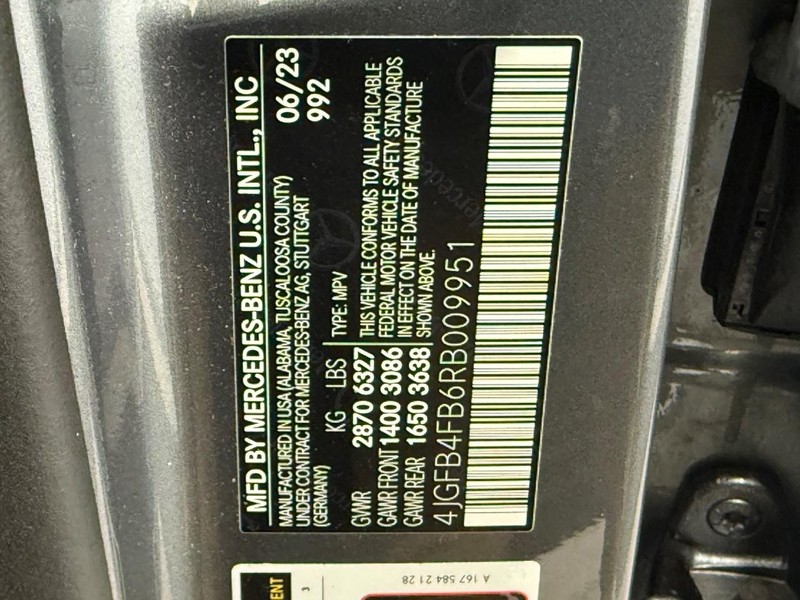 MFD BY MERCEDES-BENZ U.S. INTL., INC
MANUFACTURED IN USA (ALABAMA, TUSCALOOSA COUNTY)
UNDER CONTRACT FOR MERCEDES-BENZ AG, STUTTGART
(GERMANY)
06/23
992
KG LBS TYPE: MPV
GVWR 2870 6327
GAWR FRONT 1400 3086
GAWR REAR 1650 3638
THIS VEHICLE CONFORMS TO ALL APPLICABLE
FEDERAL MOTOR VEHICLE SAFETY STANDARDS
IN EFFECT ON THE DATE OF MANUFACTURE
SHOWN ABOVE.
4JGFB4FB6RB009951
A 167 584 21 28
3